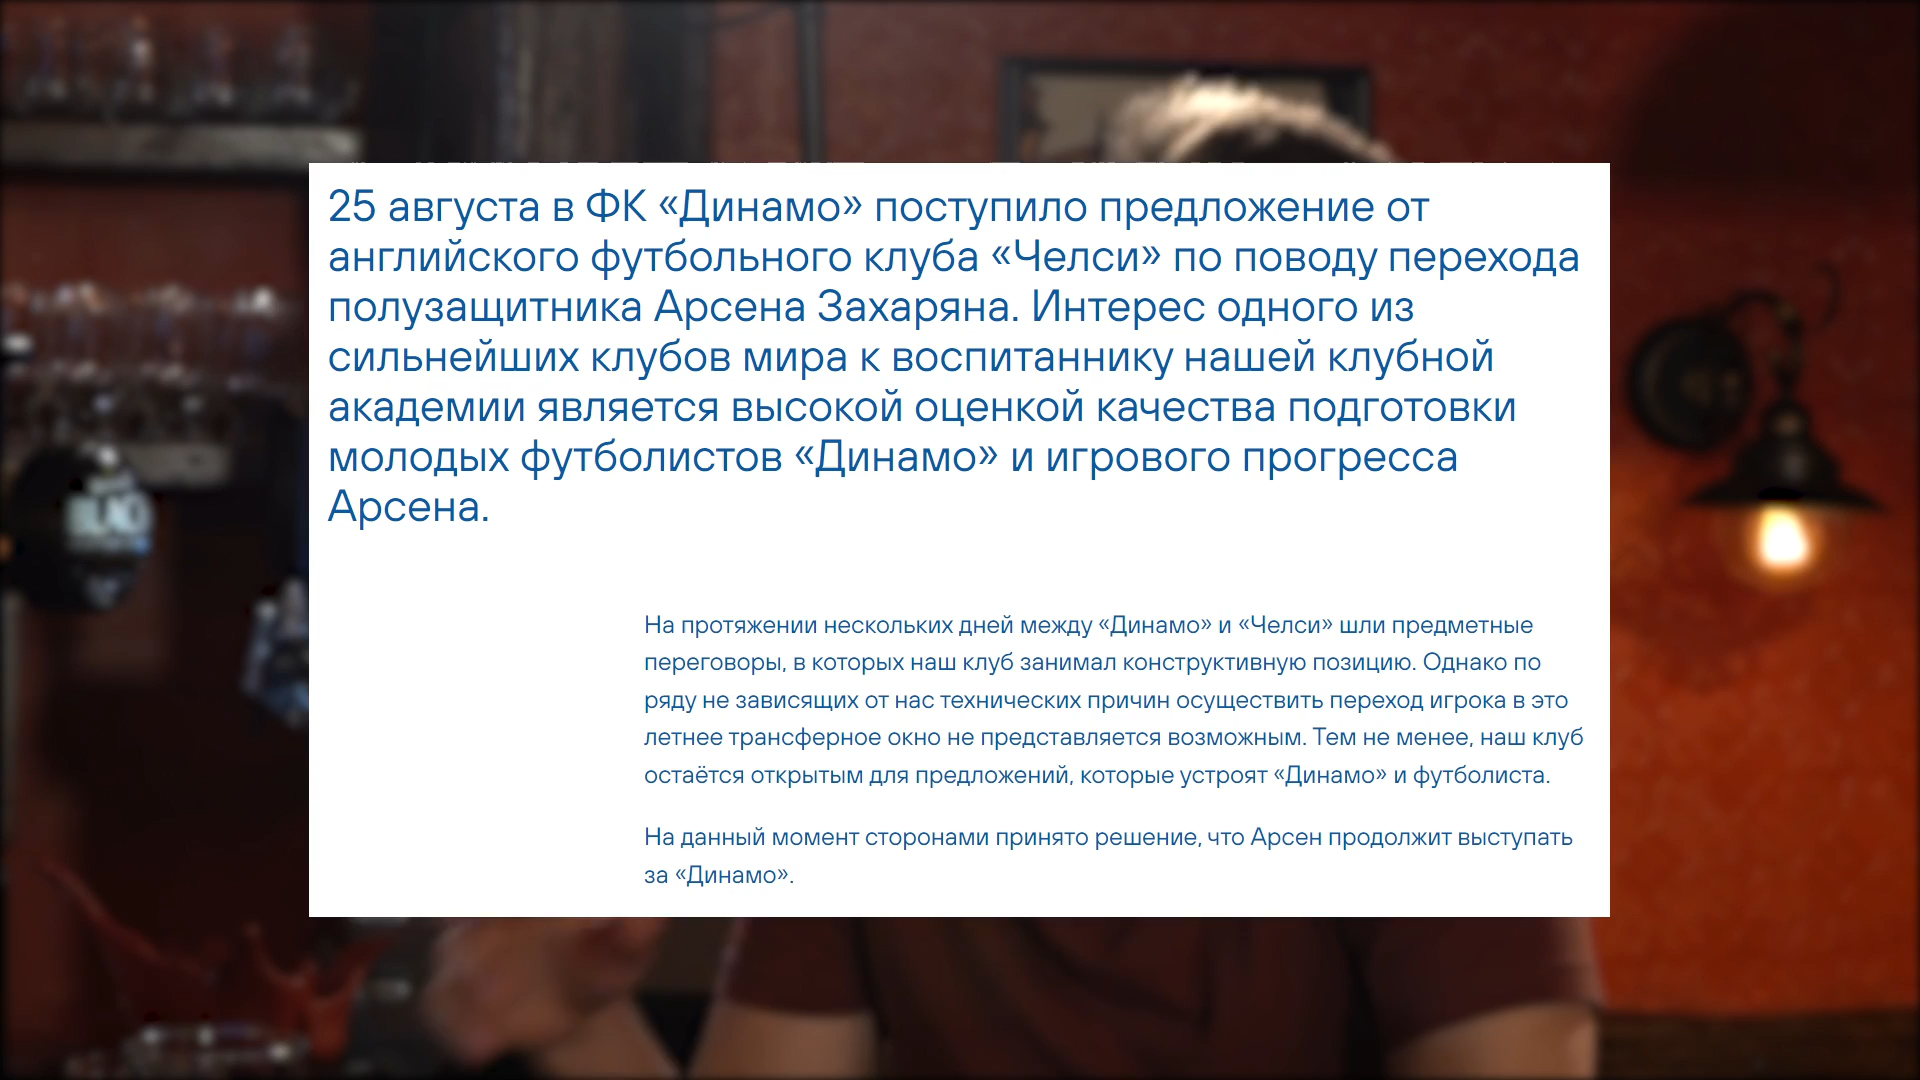 25 августа в ФК «Динамо» поступило предложение от
английского футбольного клуба «Челси» по поводу перехода
полузащитника Арсена Захаряна. Интерес одного из
сильнейших клубов мира к воспитаннику нашей клубной
академии является высокой оценкой качества подготовки
молодых футболистов «Динамо» и игрового прогресса
Арсена.
На протяжении нескольких дней между «Динамо» и «Челси» шли предметные
переговоры, в которых наш клуб занимал конструктивную позицию. Однако по
ряду не зависящих от нас технических причин осуществить переход игрока в это
летнее трансферное окно не представляется возможным. Тем не менее, наш клуб
остаётся открытым для предложений, которые устроят «Динамо» и футболиста.
На данный момент сторонами принято решение, что Арсен продолжит выступать
за «Динамо».